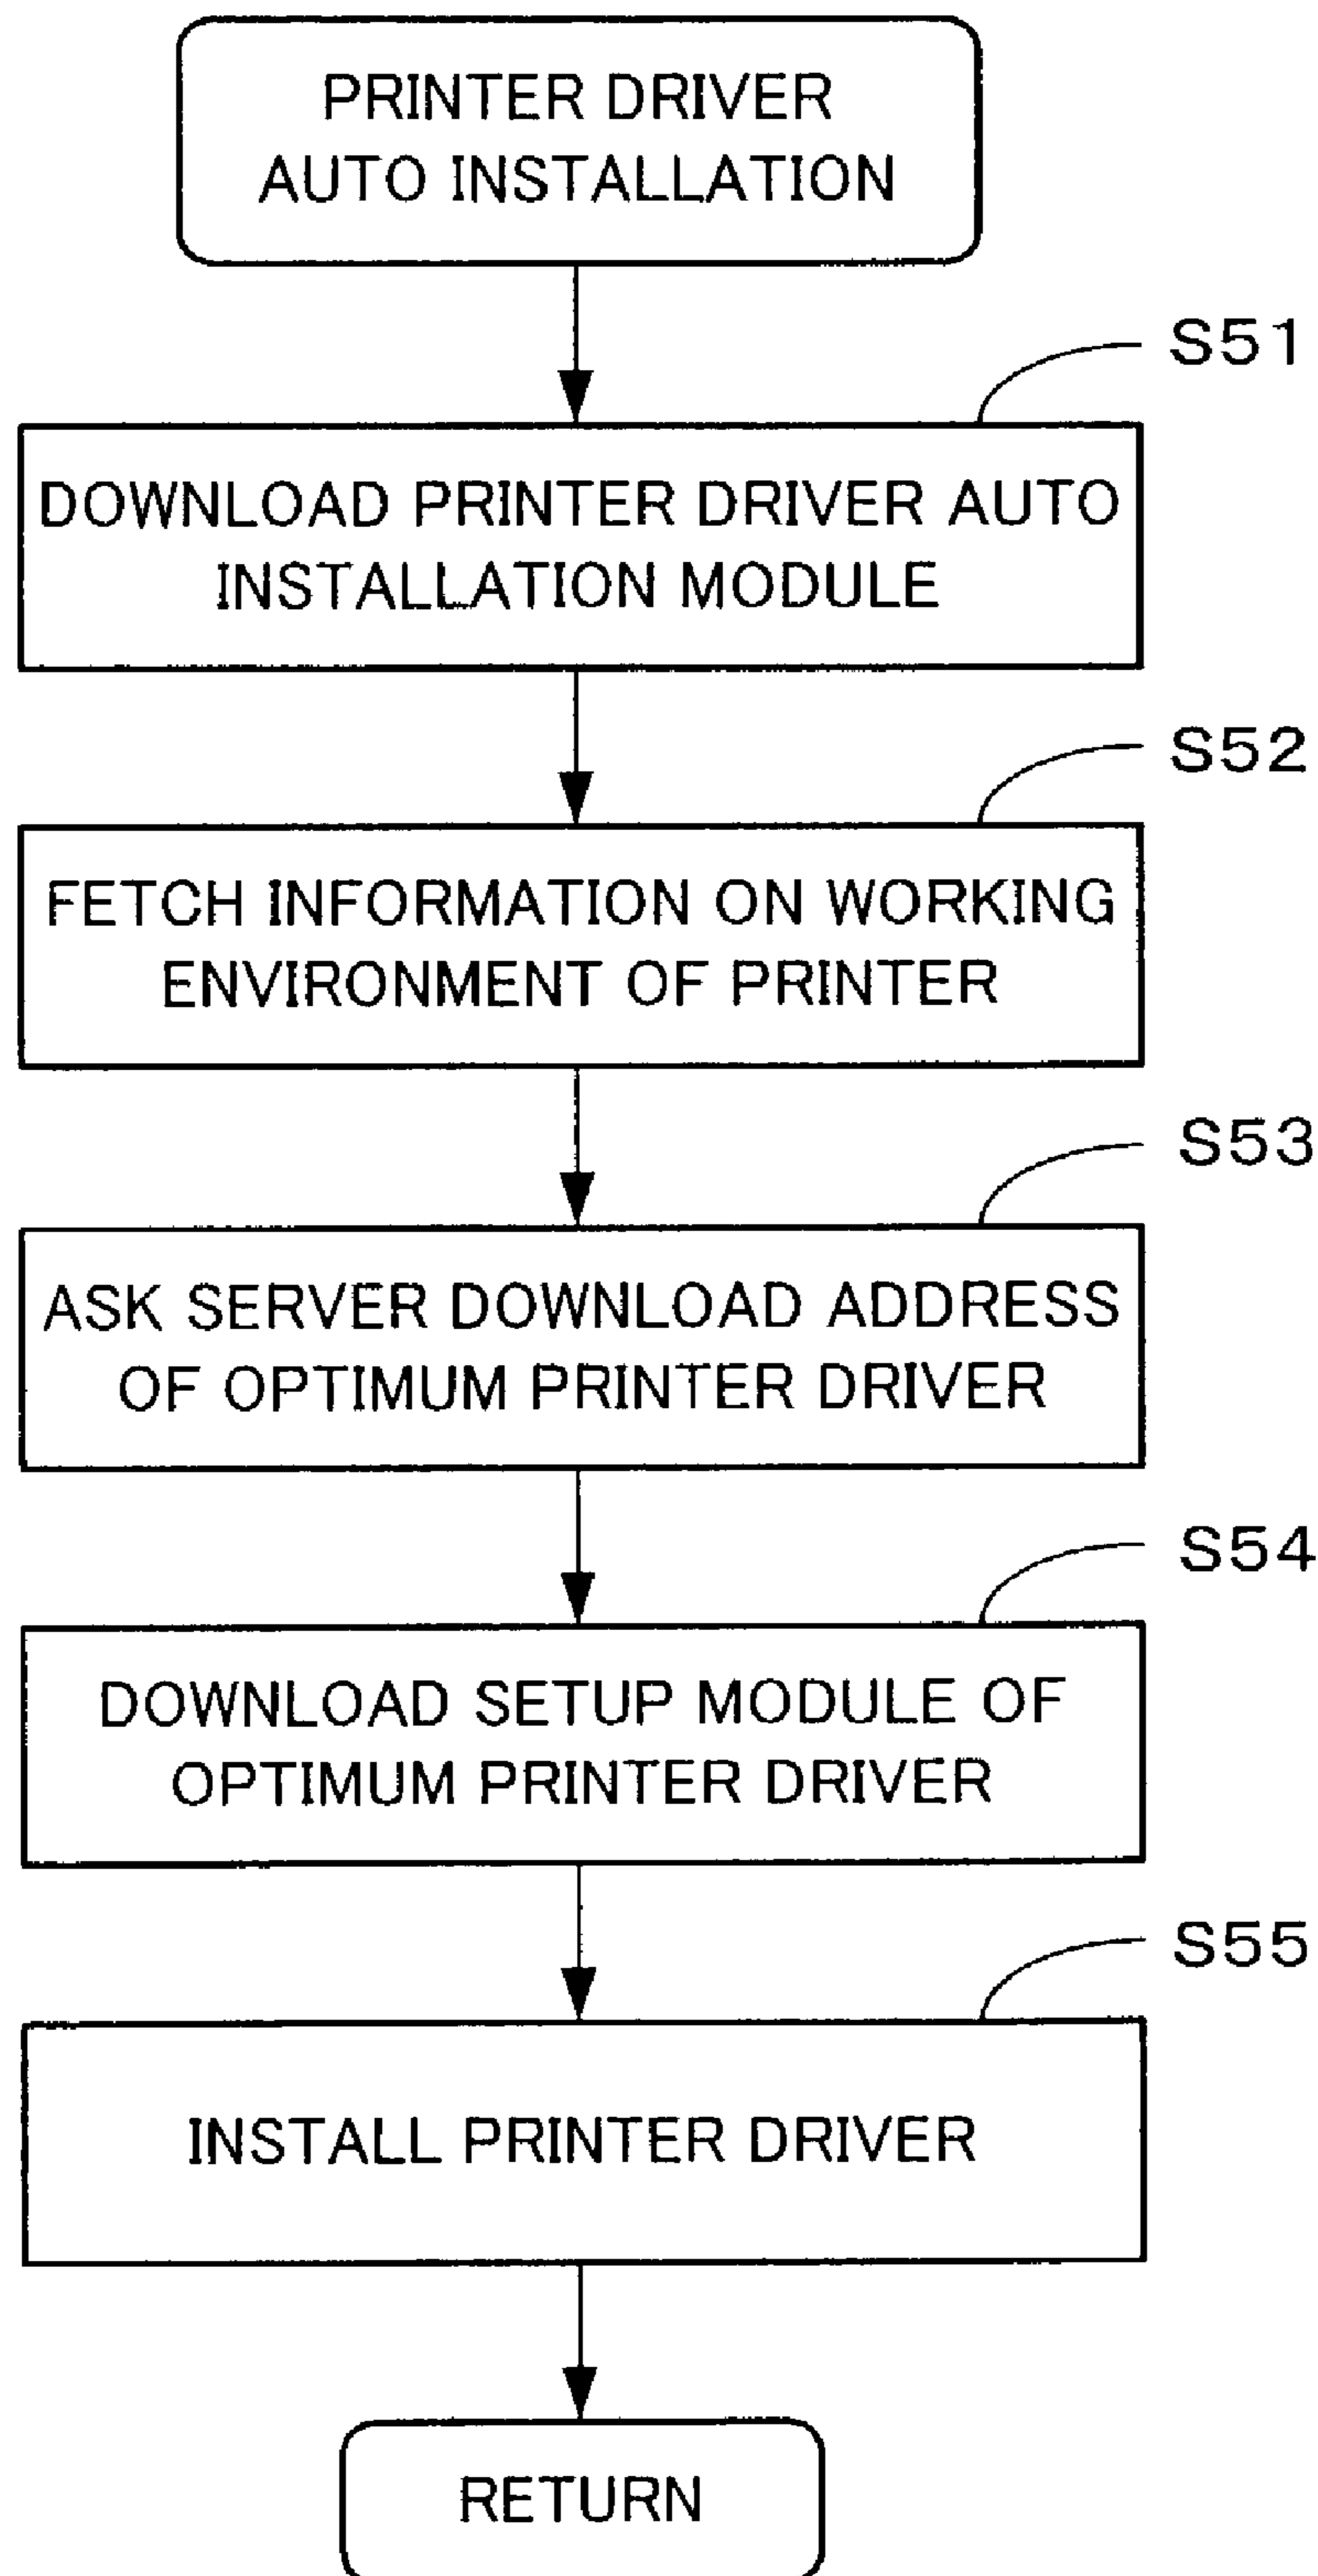 PRINTER DRIVER
AUTO INSTALLATION
S51
DOWNLOAD PRINTER DRIVER AUTO
INSTALLATION MODULE
S52
FETCH INFORMATION ON WORKING
ENVIRONMENT OF PRINTER
S53
ASK SERVER DOWNLOAD ADDRESS
OF OPTIMUM PRINTER DRIVER
S54
DOWNLOAD SETUP MODULE OF
OPTIMUM PRINTER DRIVER
S55
INSTALL PRINTER DRIVER
RETURN